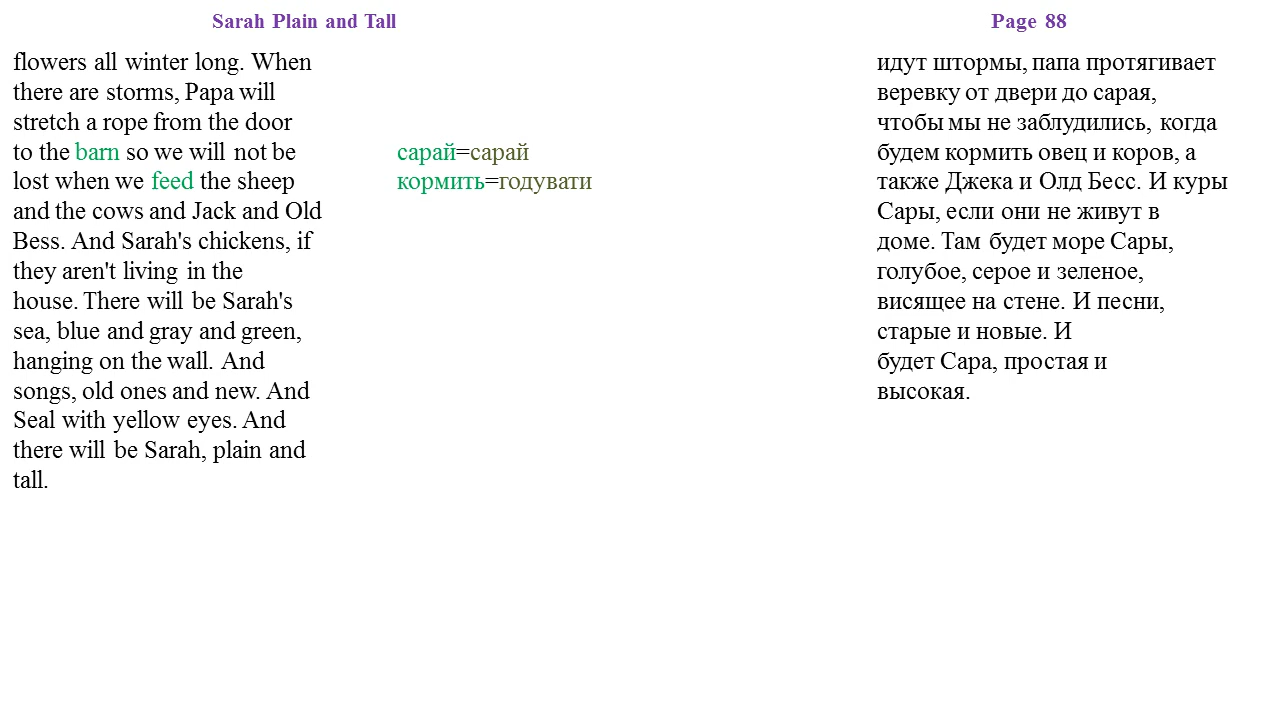 Sarah Plain and Tall
Page 88
flowers all winter long. When
there are storms, Papa will
stretch a rope from the door
to the barn so we will not be
lost when we feed the sheep
and the cows and Jack and Old
Bess. And Sarah's chickens, if
they aren't living in the
house. There will be Sarah's
sea, blue and gray and green,
hanging on the wall. And
songs, old ones and new. And
Seal with yellow eyes. And
there will be Sarah, plain and
tall.
сарай=сарай
кормить=годувати
идут штормы, папа протягивает
веревку от двери до сарая,
чтобы мы не заблудились, когда
будем кормить овец и коров, а
также Джека и Олд Бесс. И куры
Сары, если они не живут в
доме. Там будет море Сары,
голубое, серое и зеленое,
висящее на стене. И песни,
старые и новые. И
будет Сара, простая и
высокая.